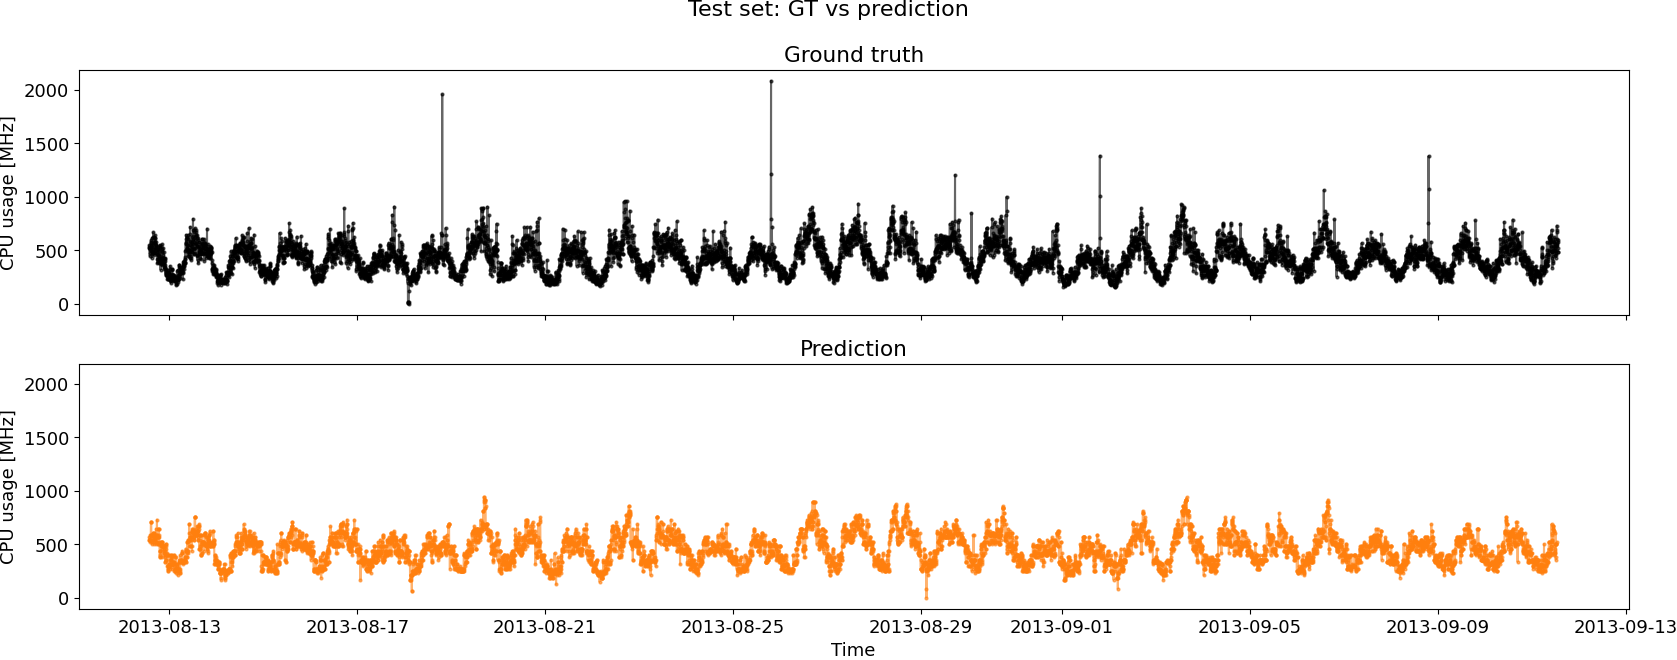 Test set: GT vs prediction
Ground truth
2000
1500
1000
500
0
CPU usage [MHz]
Prediction
2000
1500
1000
500
0
CPU usage [MHz]
2013-08-13 2013-08-17 2013-08-21 2013-08-25 2013-08-29 2013-09-01 2013-09-05 2013-09-09 2013-09-13
Time